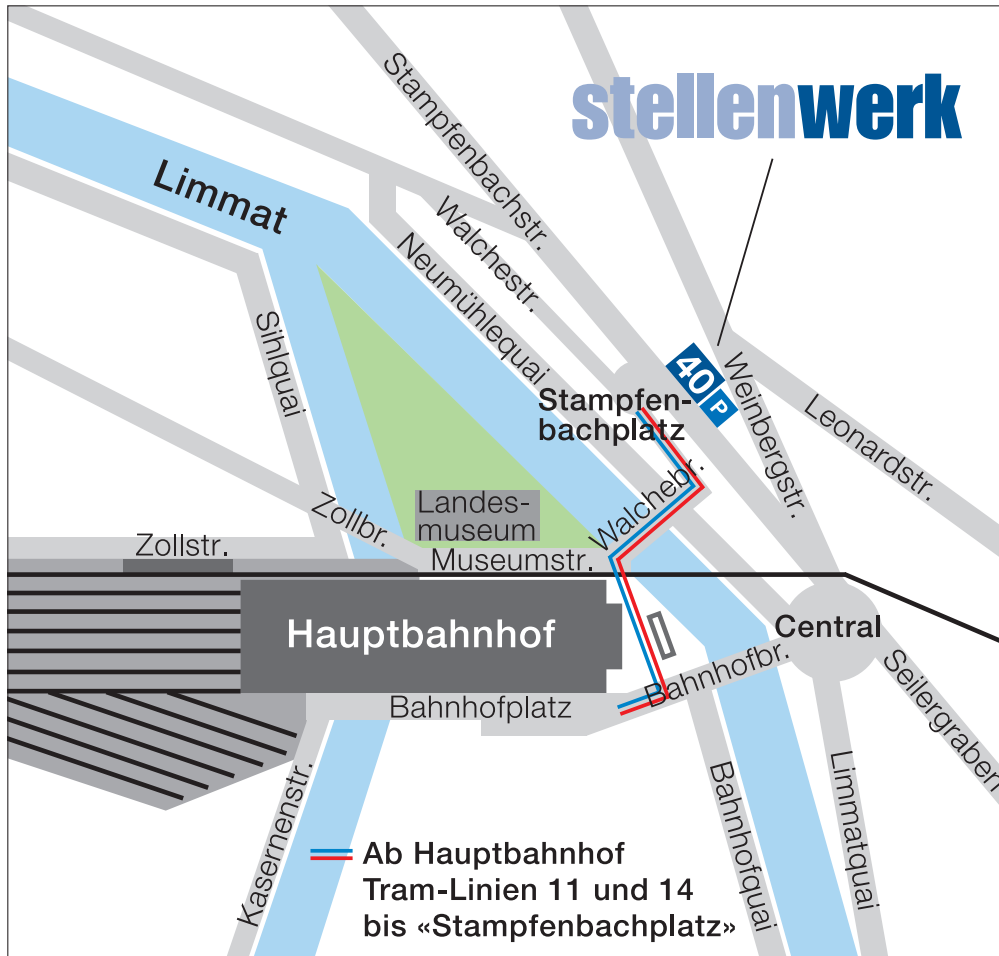 Stampfenbachstr.
stellenwerk
Limmat
Walchestr.
Neumühlequai
Sihlquai
40 P
Weinbergstr.
Stampfen-
bachplatz
Leonardstr.
Walchebr.
Landes-
museum
Zollbr.
Zollstr.
Museumstr.
Hauptbahnhof
Central
Bahnhofbr.
Seilergraben
Bahnhofplatz
Kasernenstr.
Bahnhofquai
Limmatquai
Ab Hauptbahnhof
Tram-Linien 11 und 14
bis «Stampfenbachplatz»